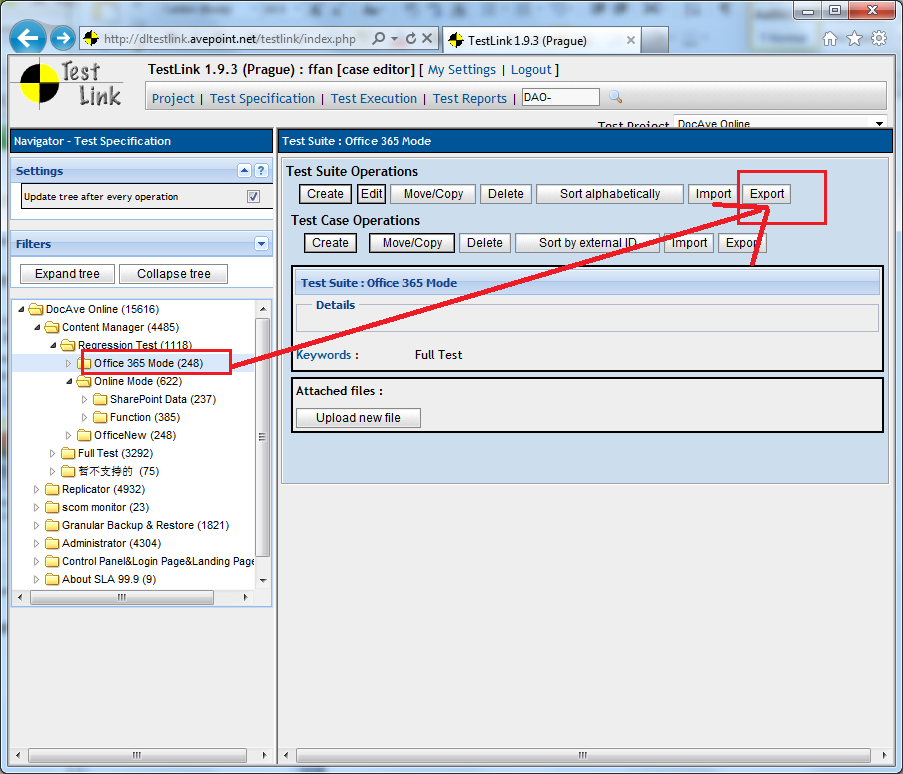 http://dltestlink.avepoint.net/testlink/index.php
TestLink 1.9.3 (Prague)
Test Link
TestLink 1.9.3 (Prague) : ffan [case editor] [ My Settings | Logout ]
Project | Test Specification | Test Execution | Test Reports | DAO-
Test Project DocAve Online
Navigator - Test Specification
Settings
?
Update tree after every operation
Filters
Expand tree Collapse tree
DocAve Online (15616)
Content Manager (4485)
Regression Test (1118)
Office 365 Mode (248)
Online Mode (622)
SharePoint Data (237)
Function (385)
OfficeNew (248)
Full Test (3292)
暂不支持的 (75)
Replicator (4932)
scom monitor (23)
Granular Backup & Restore (1821)
Administrator (4304)
Control Panel&Login Page&Landing Page
About SLA 99.9 (9)
Test Suite : Office 365 Mode
Test Suite Operations
Create Edit Move/Copy Delete Sort alphabetically Import Export
Test Case Operations
Create Move/Copy Delete Sort by external ID Import Export
Test Suite : Office 365 Mode
Details
Keywords : Full Test
Attached files :
Upload new file